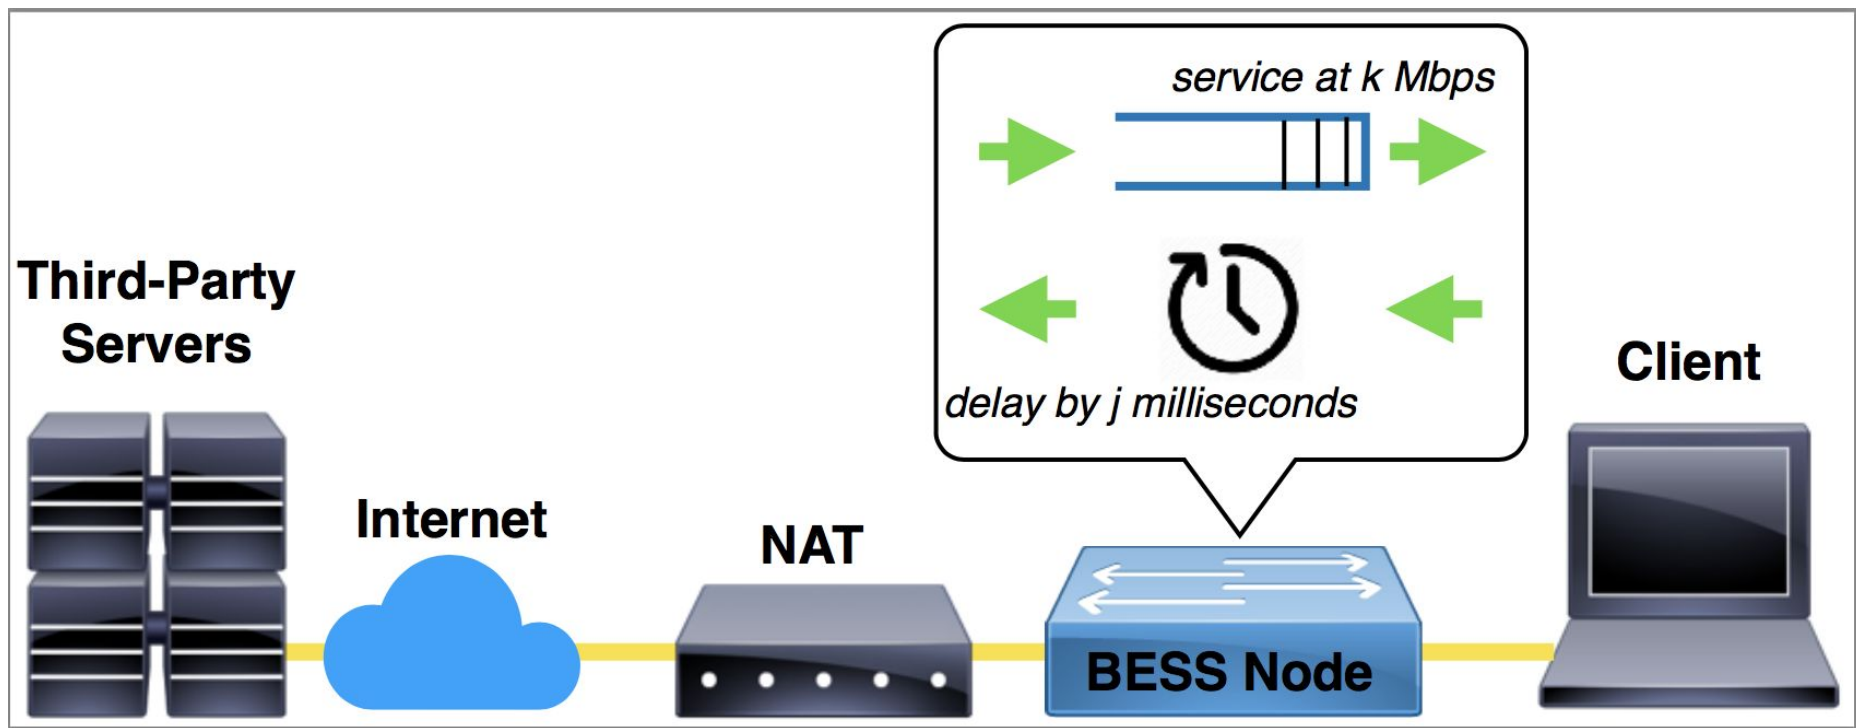 service at k Mbps
delay by j milliseconds
Third-Party
Servers
Internet
NAT
BESS Node
Client